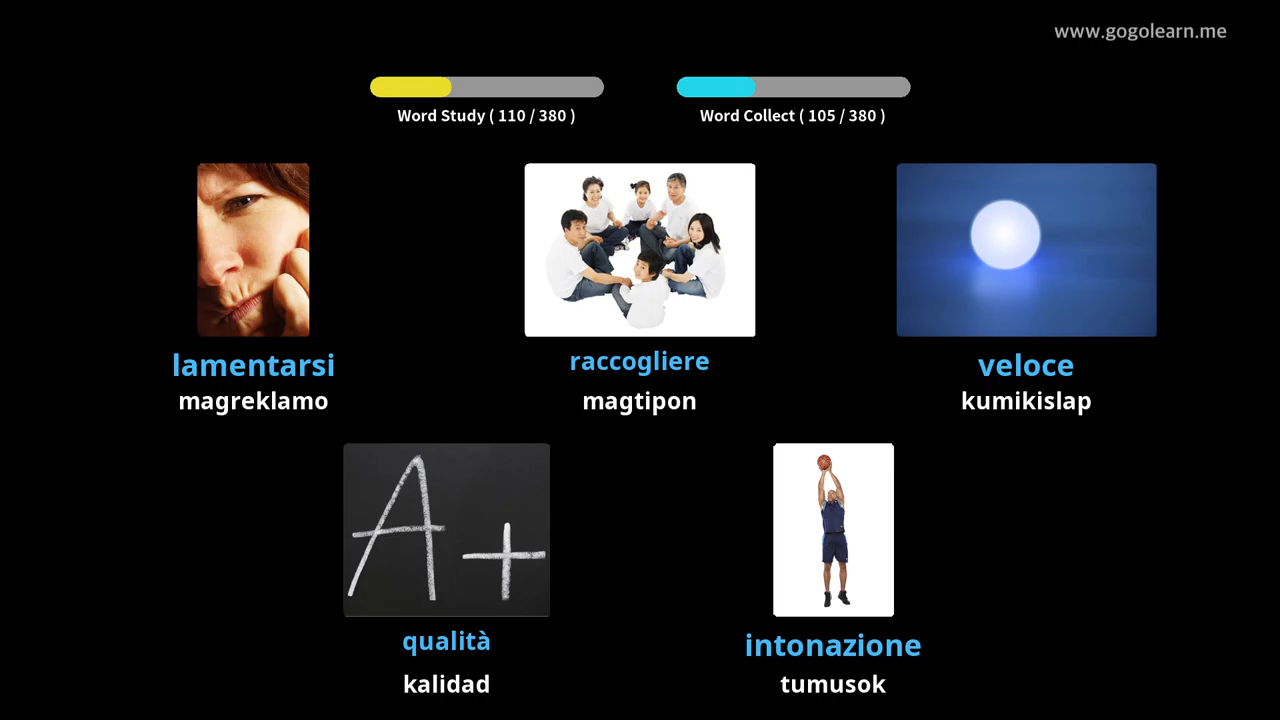 www.gogolearn.me
Word Study ( 110 / 380 )
Word Collect ( 105 / 380 )
lamentarsi
magreklamo
raccogliere
magtipon
veloce
kumikislap
A+
qualità
kalidad
intonazione
tumusok